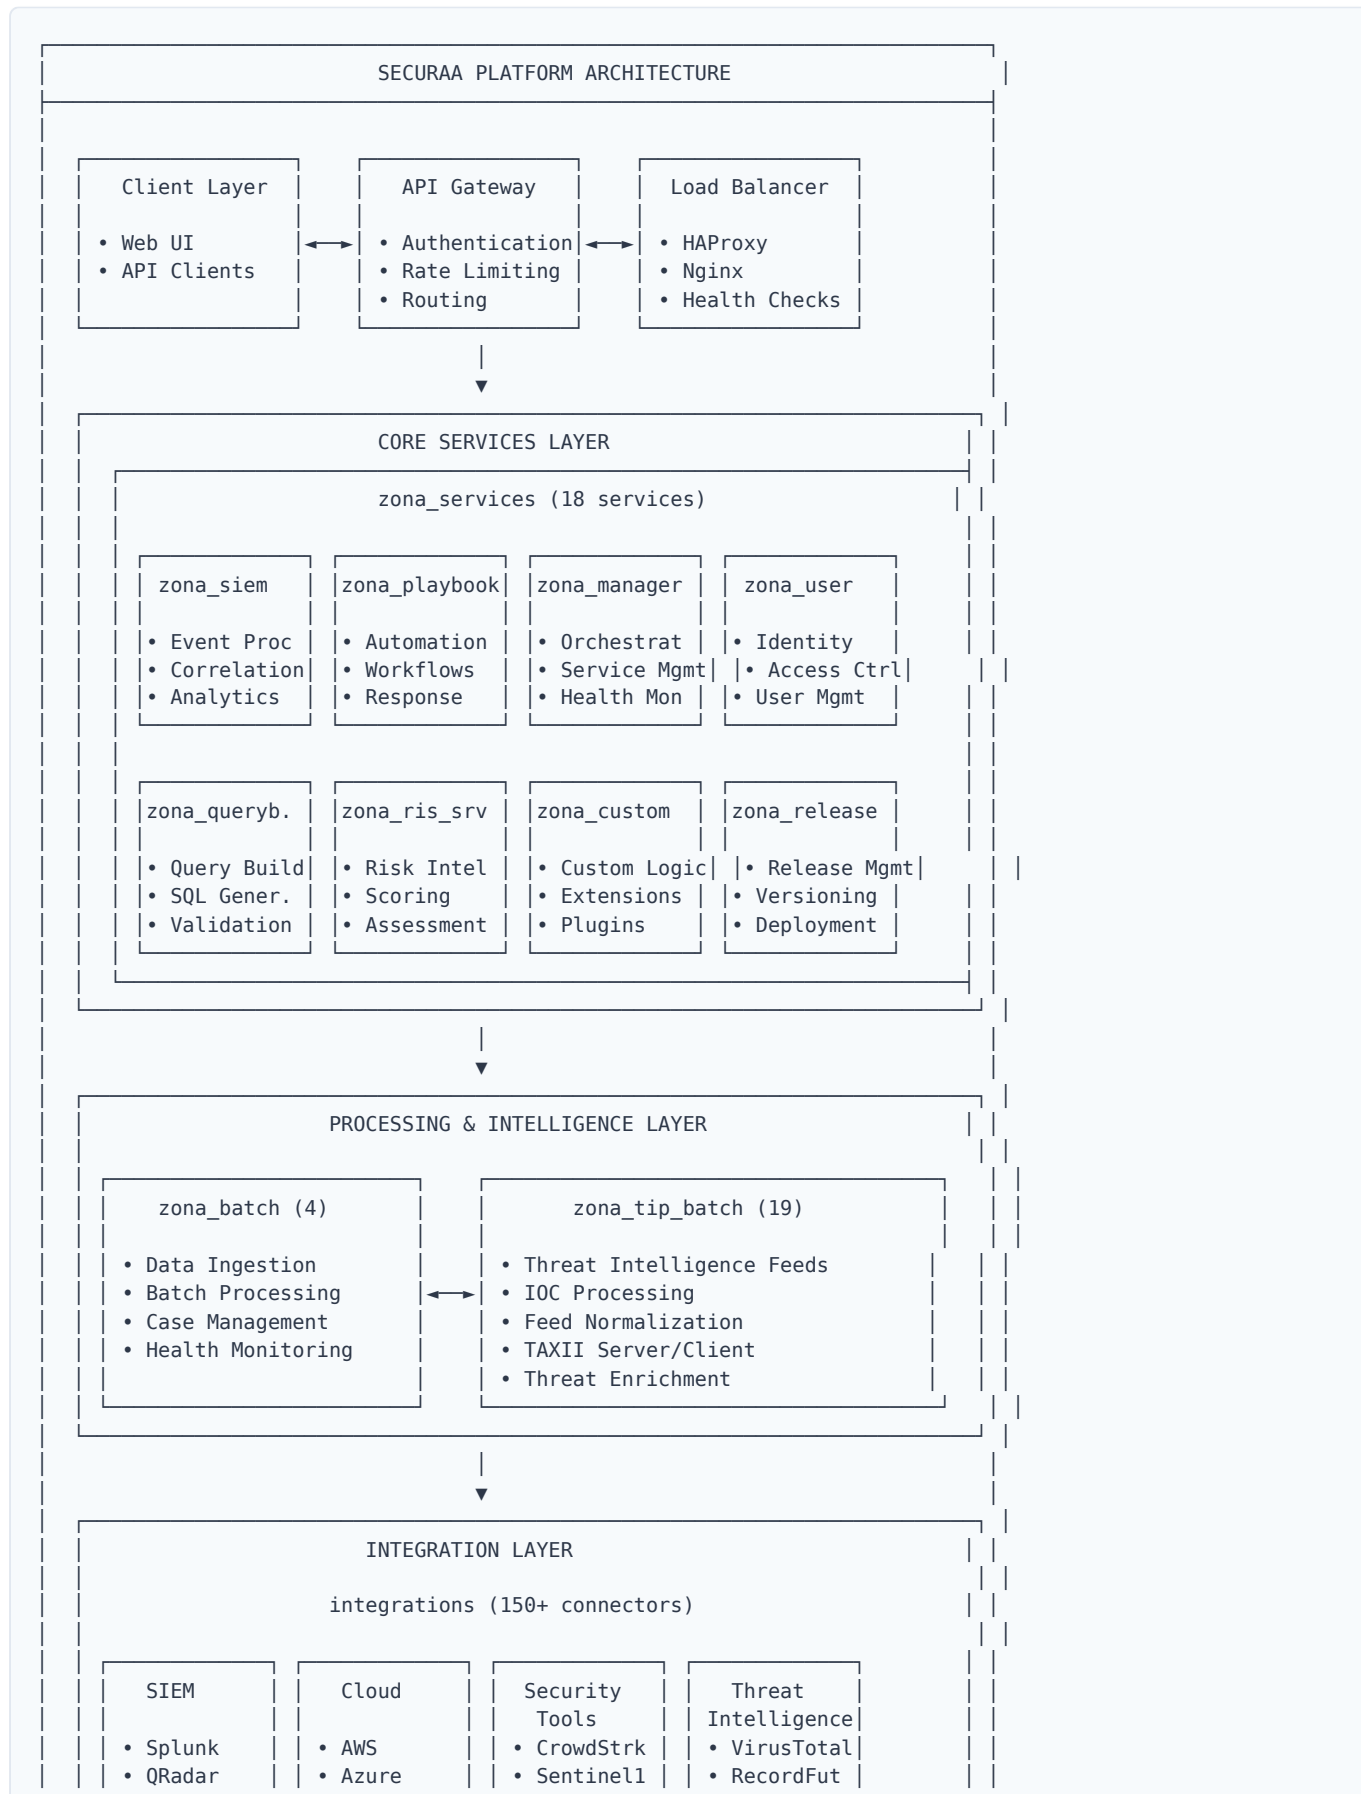 SECURAA PLATFORM ARCHITECTURE
Client Layer API Gateway Load Balancer
• Web UI • Authentication • HAProxy
• API Clients • Rate Limiting • Nginx
• Routing • Health Checks
CORE SERVICES LAYER
zona_services (18 services)
zona_siem zona_playbook zona_manager zona_user
• Event Proc • Automation • Orchestrat • Identity
• Correlation • Workflows • Service Mgmt • Access Ctrl
• Analytics • Response • Health Mon • User Mgmt
zona_queryb. zona_ris_srv zona_custom zona_release
• Query Build • Risk Intel • Custom Logic • Release Mgmt
• SQL Gener. • Scoring • Extensions • Versioning
• Validation • Assessment • Plugins • Deployment
PROCESSING & INTELLIGENCE LAYER
zona_batch (4) zona_tip_batch (19)
• Data Ingestion • Threat Intelligence Feeds
• Batch Processing • IOC Processing
• Case Management • Feed Normalization
• Health Monitoring • TAXII Server/Client
• Threat Enrichment
INTEGRATION LAYER
integrations (150+ connectors)
SIEM Cloud Security Threat
Tools Intelligence
• Splunk • AWS • CrowdStrk • VirusTotal
• QRadar • Azure • Sentinel1 • RecordFut